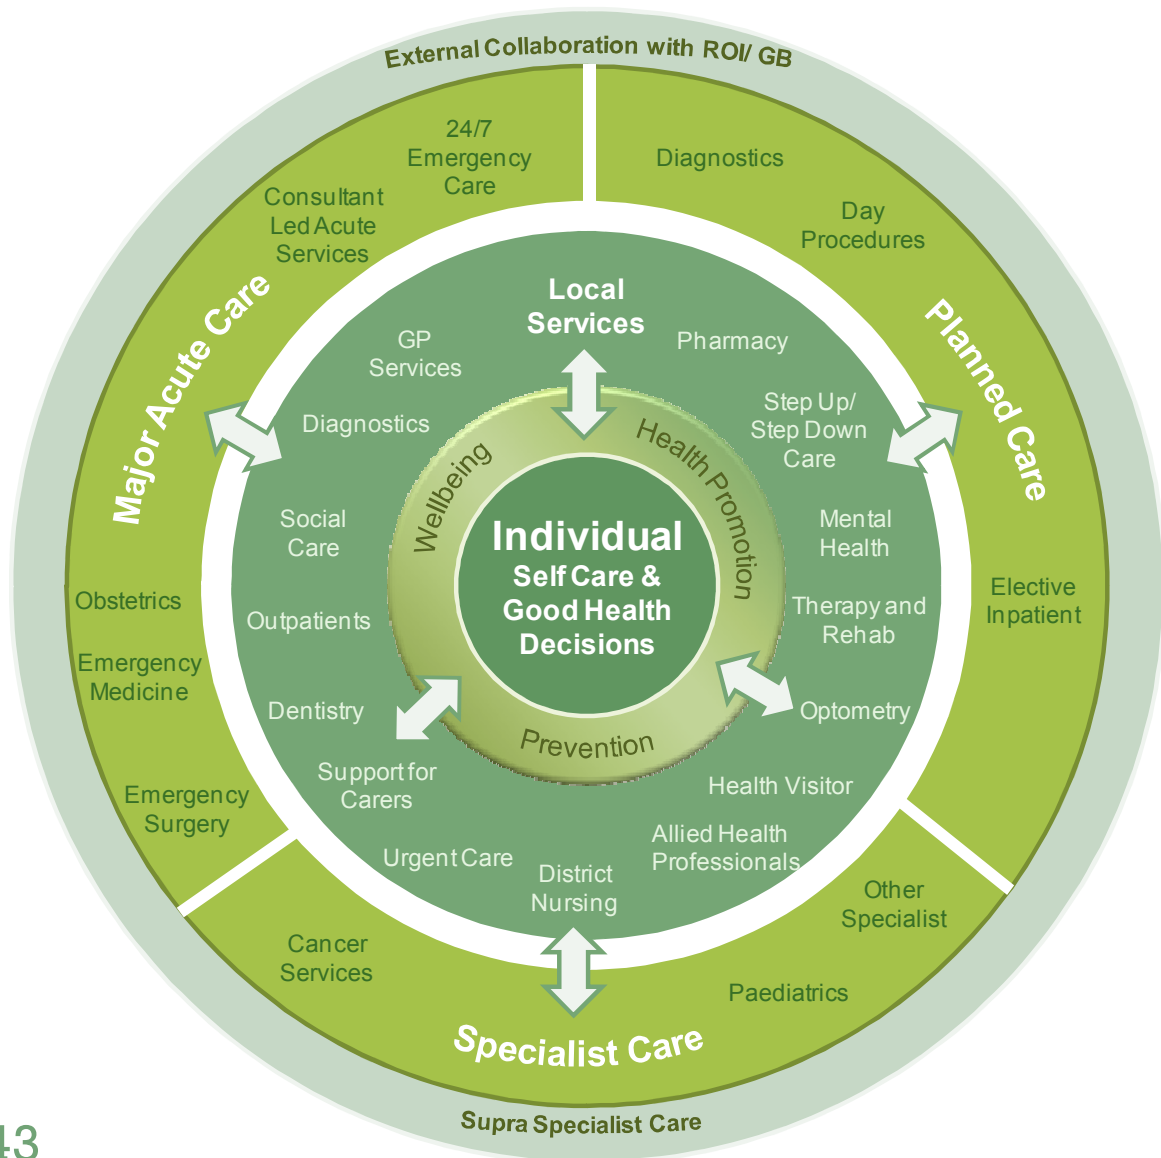 External Collaboration with ROI/ GB
24/7
Emergency
Care
Consultant
Led Acute
Services
Major Acute Care
Obstetrics
Emergency
Medicine
Emergency
Surgery
Diagnostics
Day
Procedures
Planned Care
Elective
Inpatient
Local
Services
GP
Services
Diagnostics
Social
Care
Outpatients
Dentistry
Support for
Carers
Urgent Care
District
Nursing
Pharmacy
Step Up/
Step Down
Care
Mental
Health
Therapy and
Rehab
Optometry
Health Visitor
Allied Health
Professionals
Wellbeing
Health Promotion
Prevention
Individual
Self Care &
Good Health
Decisions
Cancer
Services
Specialist Care
Paediatrics
Other
Specialist
Supra Specialist Care
43